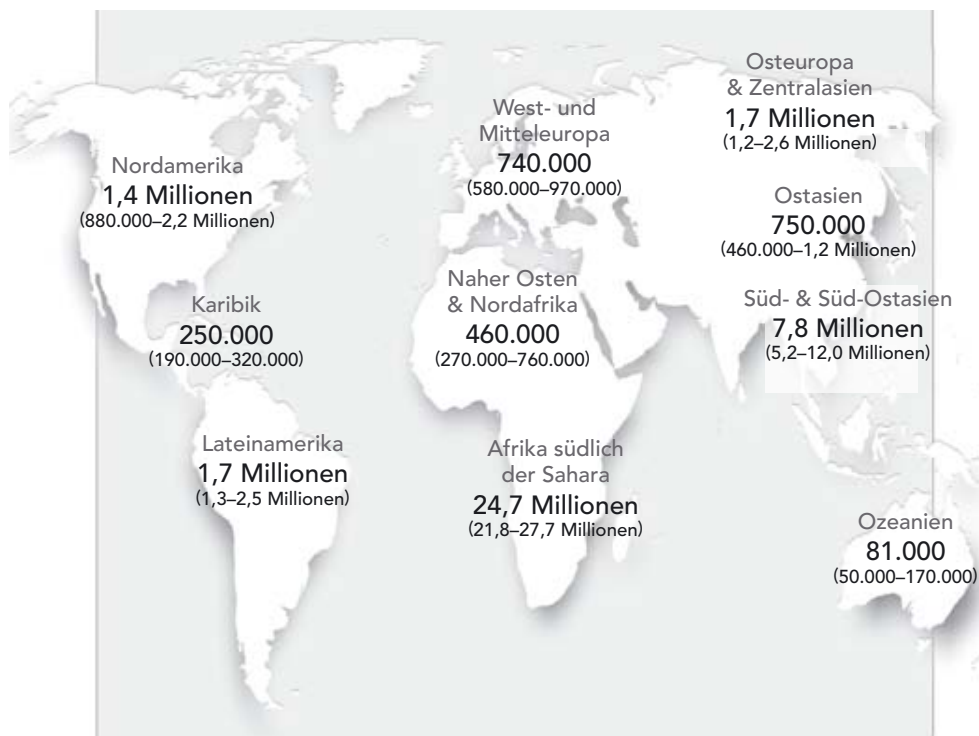 Osteuropa
& Zentralasien
1,7 Millionen
(1,2–2,6 Millionen)
West- und
Mitteleuropa
740.000
(580.000–970.000)
Nordamerika
1,4 Millionen
(880.000–2,2 Millionen)
Ostasien
750.000
(460.000–1,2 Millionen)
Naher Osten
& Nordafrika
460.000
(270.000–760.000)
Karibik
250.000
(190.000–320.000)
Süd- & Süd-Ostasien
7,8 Millionen
(5,2–12,0 Millionen)
Lateinamerika
1,7 Millionen
(1,3–2,5 Millionen)
Afrika südlich
der Sahara
24,7 Millionen
(21,8–27,7 Millionen)
Ozeanien
81.000
(50.000–170.000)